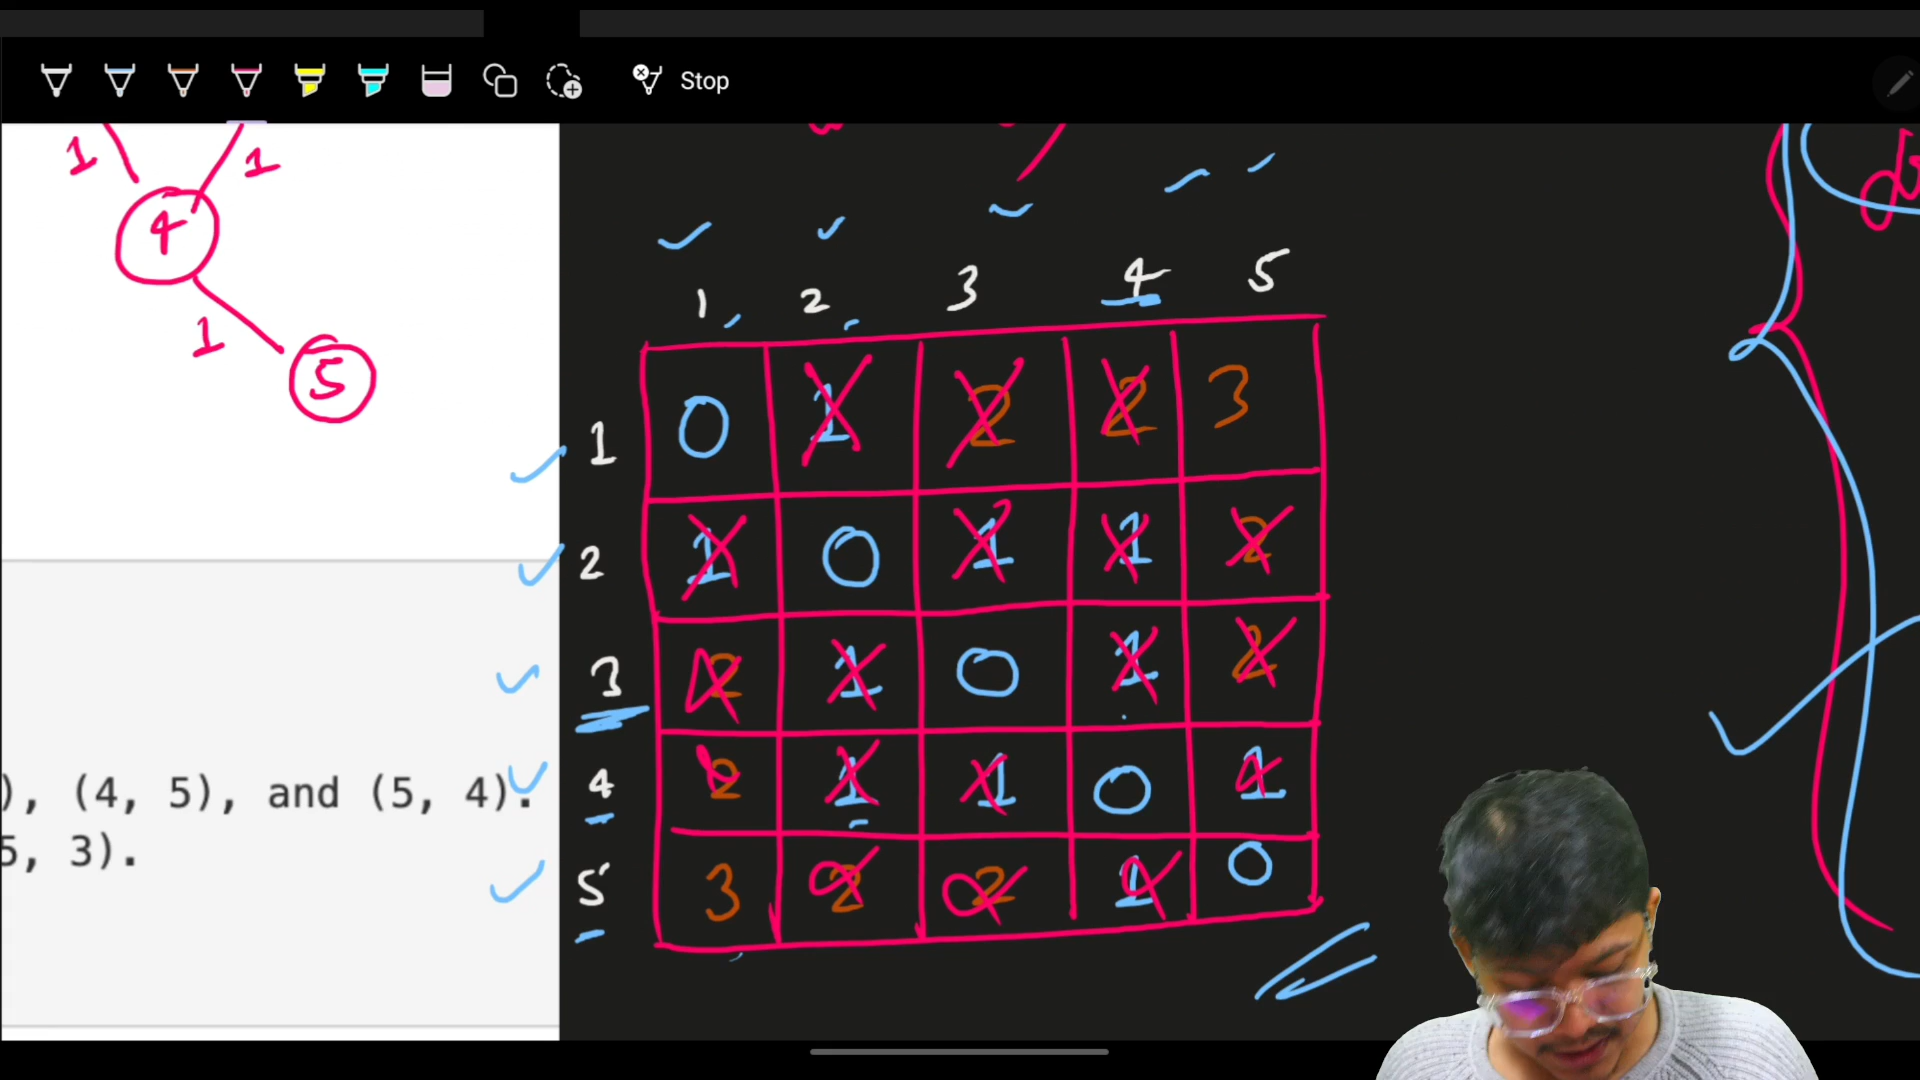 Stop
1 1
4
1
5
1 2 3 4 5
1 0 1 2 2 3
2 1 0 1 1 2
3 2 1 0 1 2
4 2 1 1 0 1
5 3 2 2 1 0
), (4, 5), and (5, 4).
5, 3).